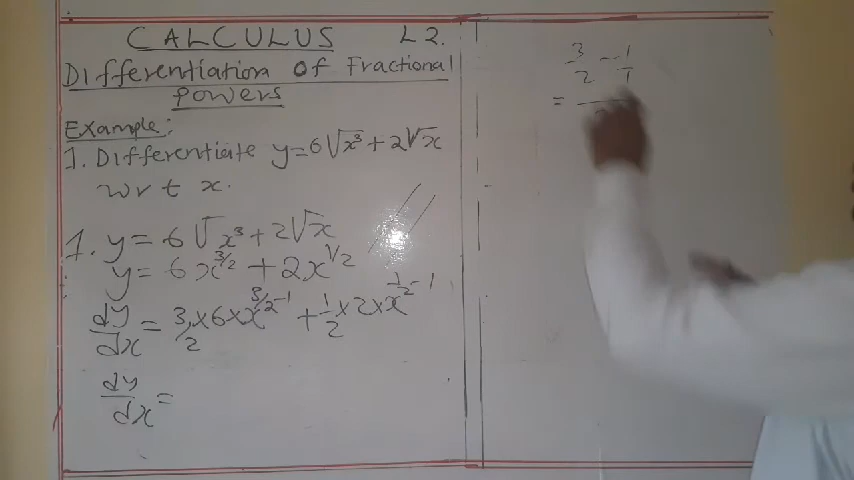 CALCULUS L2.
Differentiation of Fractional
Powers
Example:
1. Differentiate y=6√x³+2√x
wrt x.
1. y=6√x³+2√x
y=6x^3/2+2x^1/2
dy/dx=3/2×6×x^3/2-1+1/2×2×x^1/2-1
dy/dx=
3/2-1/1
=